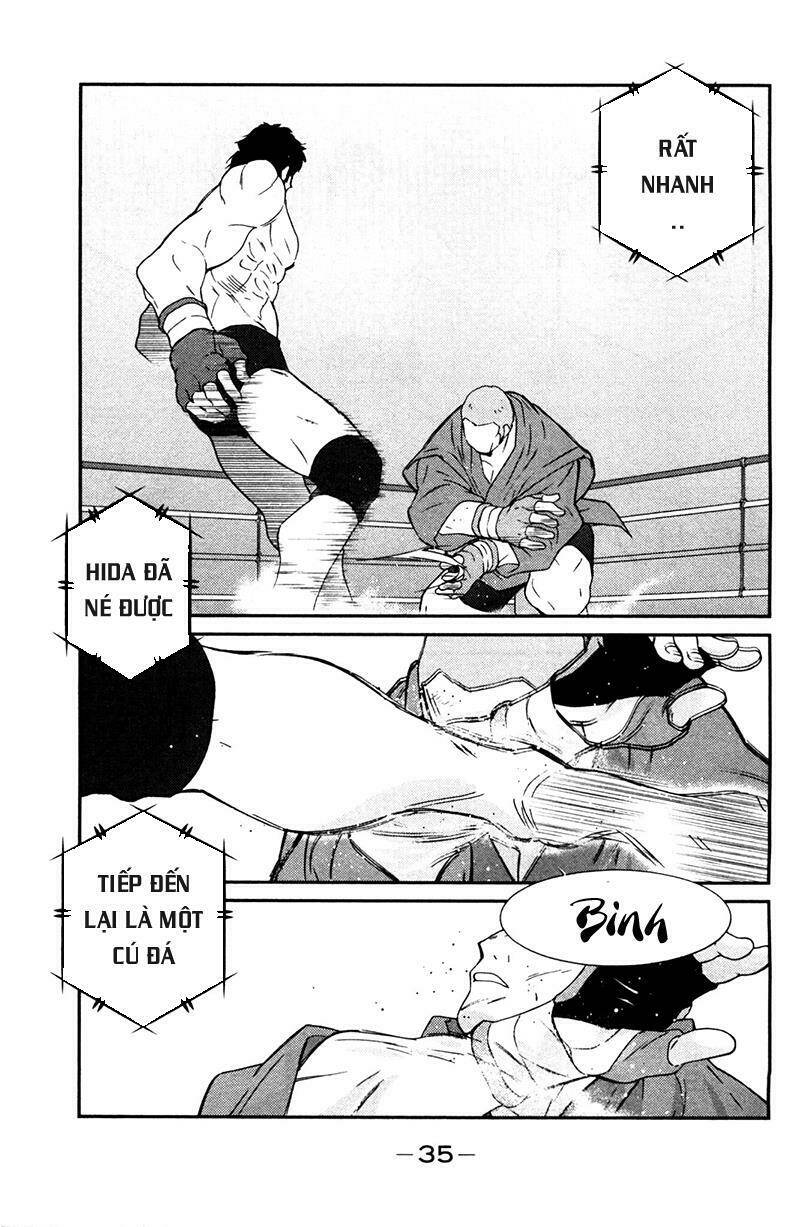 RẤT
NHANH
..
HIDA ĐÃ
NÉ ĐƯỢC
TIẾP ĐẾN
LẠI LÀ MỘT
CÚ ĐÁ
Binh
–35–